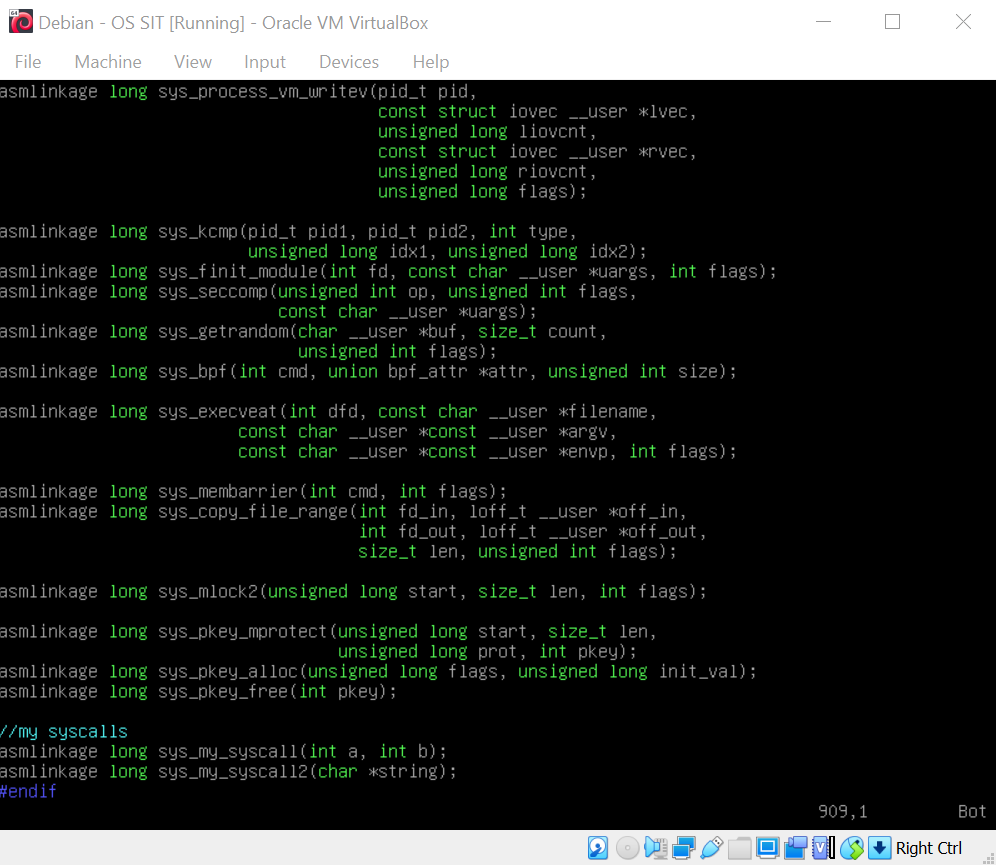 Debian - OS SIT [Running] - Oracle VM VirtualBox
File Machine View Input Devices Help
asmlinkage long sys_process_vm_writev(pid_t pid,
                                      const struct iovec __user *lvec,
                                      unsigned long liovcnt,
                                      const struct iovec __user *rvec,
                                      unsigned long riovcnt,
                                      unsigned long flags);

asmlinkage long sys_kcmp(pid_t pid1, pid_t pid2, int type,
                         unsigned long idx1, unsigned long idx2);
asmlinkage long sys_finit_module(int fd, const char __user *uargs, int flags);
asmlinkage long sys_seccomp(unsigned int op, unsigned int flags,
                            const char __user *uargs);
asmlinkage long sys_getrandom(char __user *buf, size_t count,
                              unsigned int flags);
asmlinkage long sys_bpf(int cmd, union bpf_attr *attr, unsigned int size);

asmlinkage long sys_execveat(int dfd, const char __user *filename,
                        const char __user *const __user *argv,
                        const char __user *const __user *envp, int flags);

asmlinkage long sys_membarrier(int cmd, int flags);
asmlinkage long sys_copy_file_range(int fd_in, loff_t __user *off_in,
                                    int fd_out, loff_t __user *off_out,
                                    size_t len, unsigned int flags);

asmlinkage long sys_mlock2(unsigned long start, size_t len, int flags);

asmlinkage long sys_pkey_mprotect(unsigned long start, size_t len,
                                  unsigned long prot, int pkey);
asmlinkage long sys_pkey_alloc(unsigned long flags, unsigned long init_val);
asmlinkage long sys_pkey_free(int pkey);

//my syscalls
asmlinkage long sys_my_syscall(int a, int b);
asmlinkage long sys_my_syscall2(char *string);
#endif
909,1 Bot
Right Ctrl